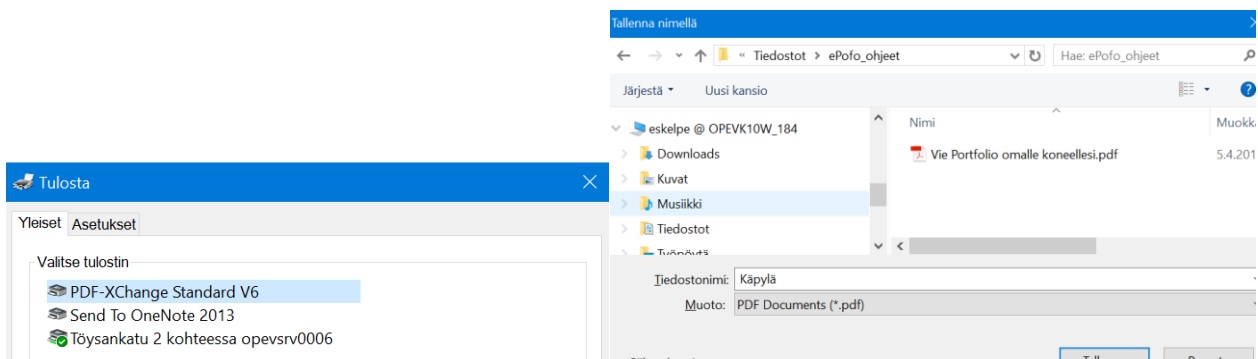 Tulosta
Yleiset Asetukset
Valitse tulostin
PDF-XChange Standard V6
Send To OneNote 2013
Töysankatu 2 kohteessa opevsrv0006
Tallenna nimellä
« Tiedostot > ePofo_ohjeet
Hae: ePofo_ohjeet
Järjestä Uusi kansio
eskelpe @ OPEVK10W_184
Downloads
Kuvat
Musiikki
Tiedostot
Työpöytä
Nimi Muokk
Vie Portfolio omalle koneellesi.pdf 5.4.201
Tiedostonimi: Käpylä
Muoto: PDF Documents (*.pdf)